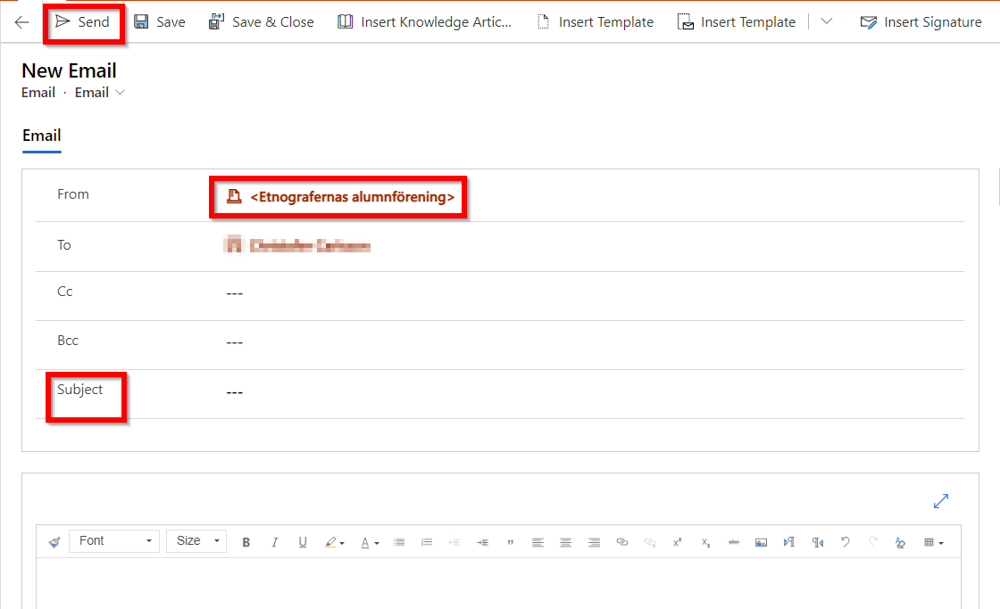 Send Save Save & Close Insert Knowledge Artic... Insert Template Insert Template Insert Signature
New Email
Email · Email
Email
From <Etnografernas alumnförening>
To
Cc ---
Bcc ---
Subject ---
Font Size B I U A